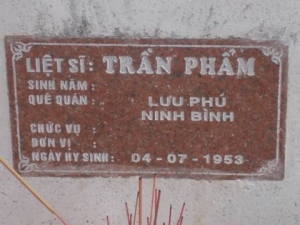 LIỆT SĨ: TRẦN PHẨM
SINH NĂM :
QUÊ QUÁN : LƯU PHÚ
NINH BÌNH
CHỨC VỤ :
ĐƠN VỊ :
NGÀY HY SINH: 04-07-1953